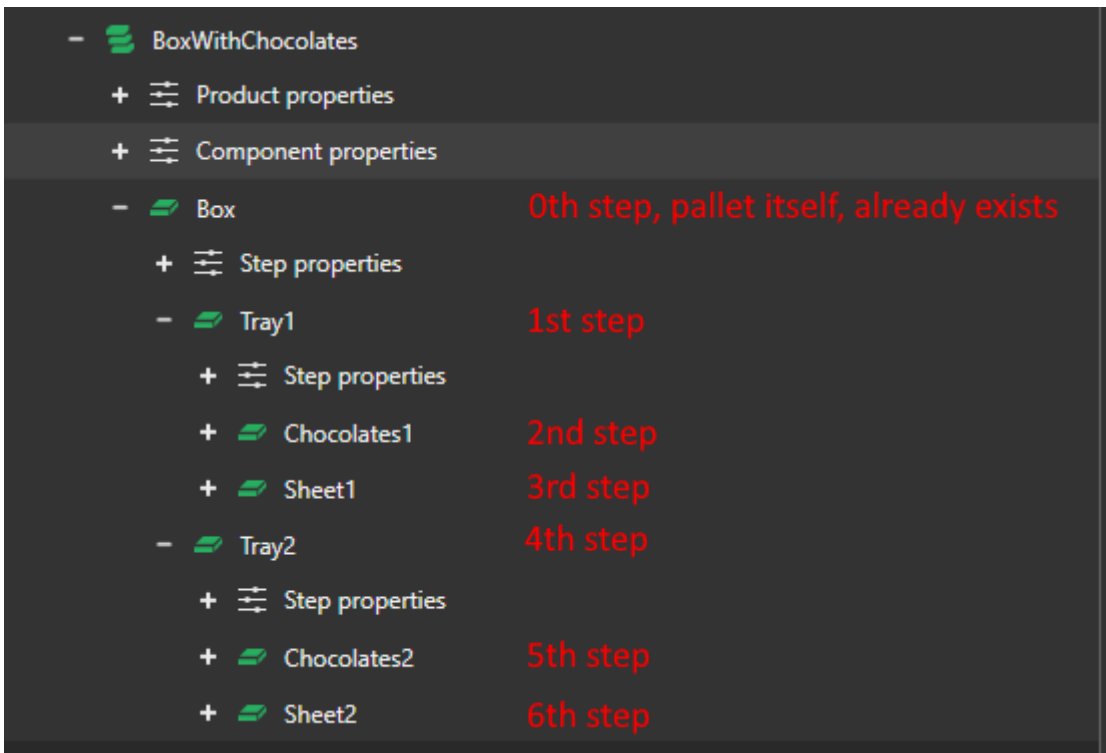 BoxWithChocolates
Product properties
Component properties
Box 0th step, pallet itself, already exists
Step properties
Tray1 1st step
Step properties
Chocolates1 2nd step
Sheet1 3rd step
Tray2 4th step
Step properties
Chocolates2 5th step
Sheet2 6th step